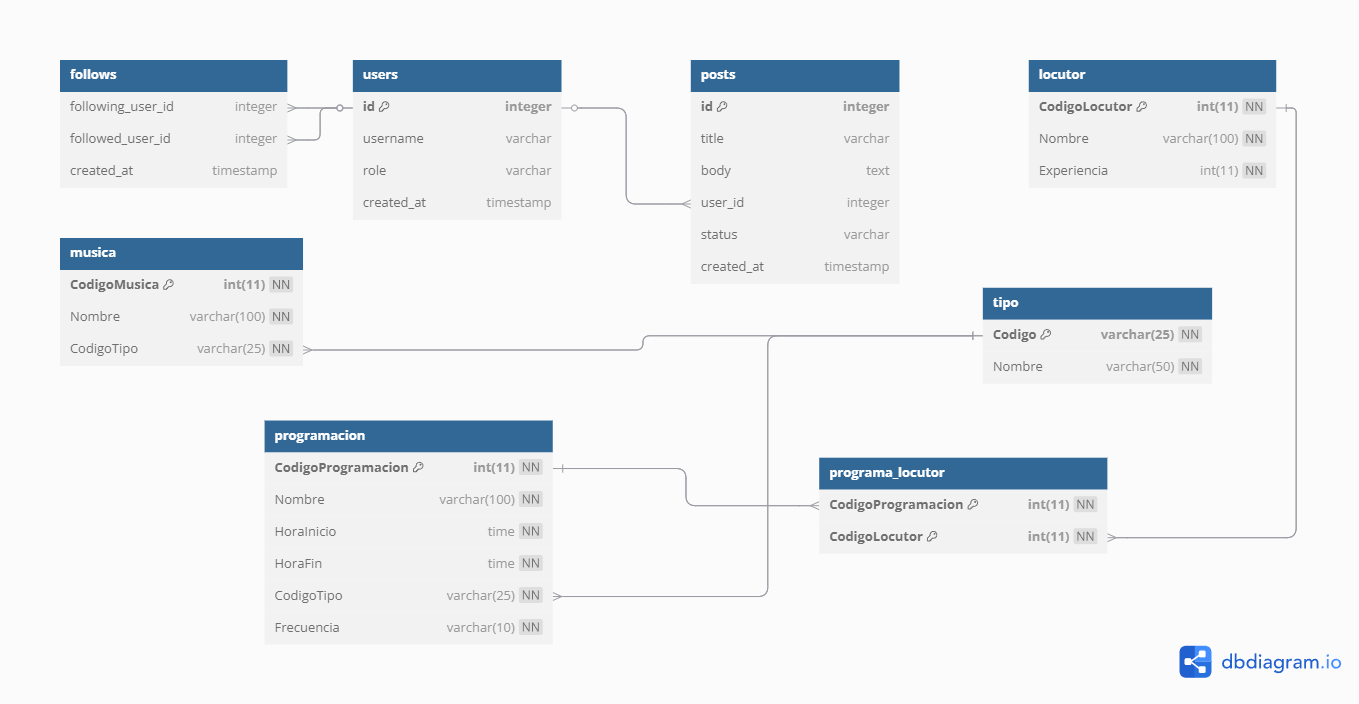 follows
following_user_id integer
followed_user_id integer
created_at timestamp
users
id integer
username varchar
role varchar
created_at timestamp
posts
id integer
title varchar
body text
user_id integer
status varchar
created_at timestamp
locutor
CodigoLocutor int(11) NN
Nombre varchar(100) NN
Experiencia int(11) NN
musica
CodigoMusica int(11) NN
Nombre varchar(100) NN
CodigoTipo varchar(25) NN
tipo
Codigo varchar(25) NN
Nombre varchar(50) NN
programacion
CodigoProgramacion int(11) NN
Nombre varchar(100) NN
HoraInicio time NN
HoraFin time NN
CodigoTipo varchar(25) NN
Frecuencia varchar(10) NN
programa_locutor
CodigoProgramacion int(11) NN
CodigoLocutor int(11) NN
dbdiagram.io